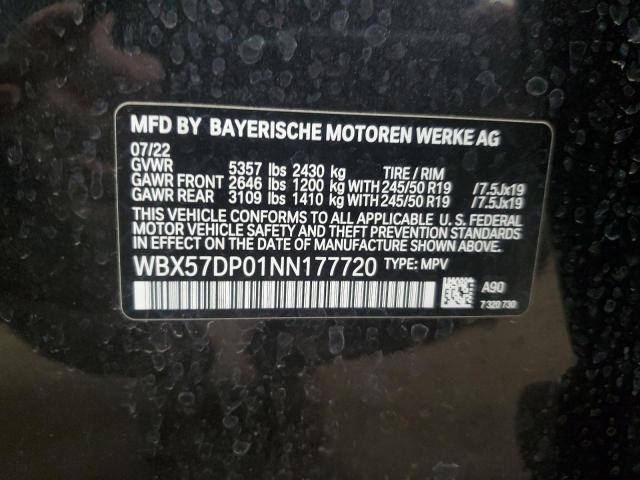 MFD BY BAYERISCHE MOTOREN WERKE AG
07/22
GVWR 5357 lbs 2430 kg TIRE / RIM
GAWR FRONT 2646 lbs 1200 kg WITH 245/50 R19 /7.5Jx19
GAWR REAR 3109 lbs 1410 kg WITH 245/50 R19 /7.5Jx19
THIS VEHICLE CONFORMS TO ALL APPLICABLE U. S. FEDERAL
MOTOR VEHICLE SAFETY AND THEFT PREVENTION STANDARDS
IN EFFECT ON THE DATE OF MANUFACTURE SHOWN ABOVE.
WBX57DP01NN177720 TYPE: MPV
A90
7 320 730